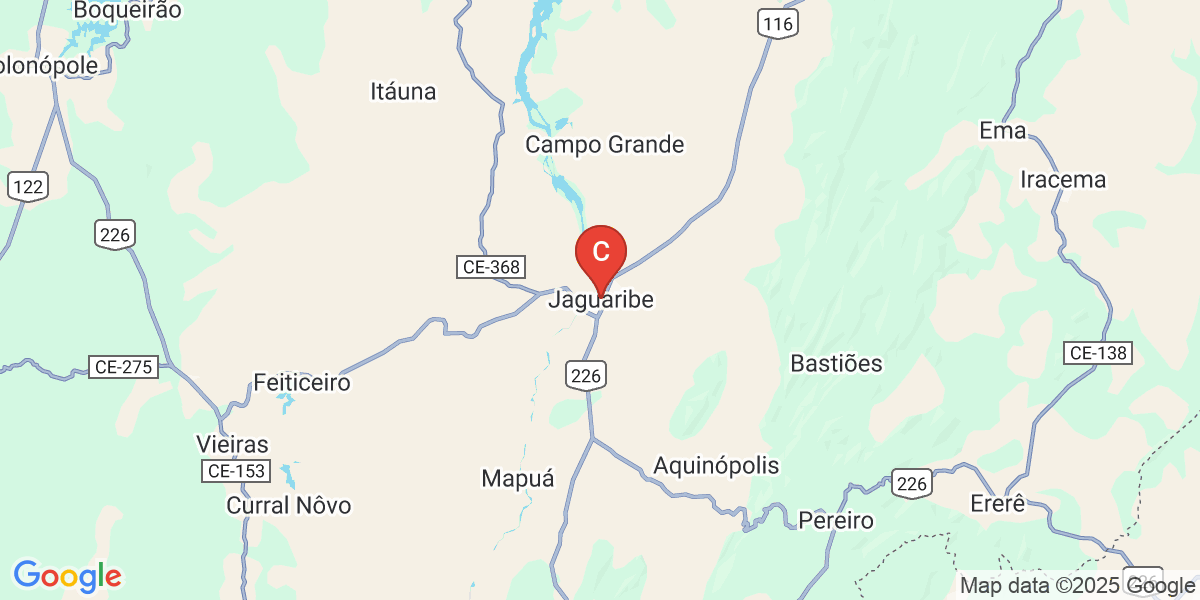 Boqueirão
116
olonópole
Itáuna
Ema
Campo Grande
Iracema
122
226
C
CE-368
Jaguaribe
CE-138
CE-275
Bastiões
226
Feiticeiro
Vieiras
Aquinópolis
CE-153
Mapuá
226
Curral Nôvo
Ererê
Pereiro
Google
Map data ©2025 Google